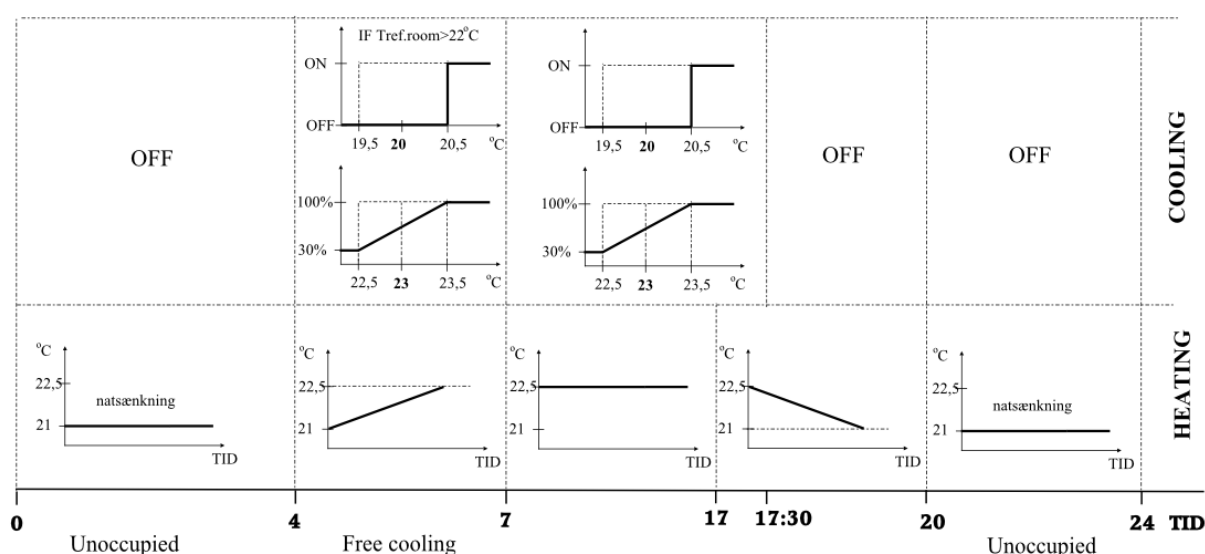 IF Tref.room>22°C
ON
OFF
19,5 20 20,5 °C
100%
30%
22,5 23 23,5 °C
ON
OFF
19,5 20 20,5 °C
100%
30%
22,5 23 23,5 °C
OFF
OFF
OFF
COOLING
°C
22,5
natsænkning
21
TID
°C
22,5
21
TID
°C
22,5
21
TID
°C
22,5
21
TID
°C
22,5
natsænkning
21
TID
HEATING
0 4 7 17 17:30 20 24 TID
Unoccupied Free cooling Unoccupied